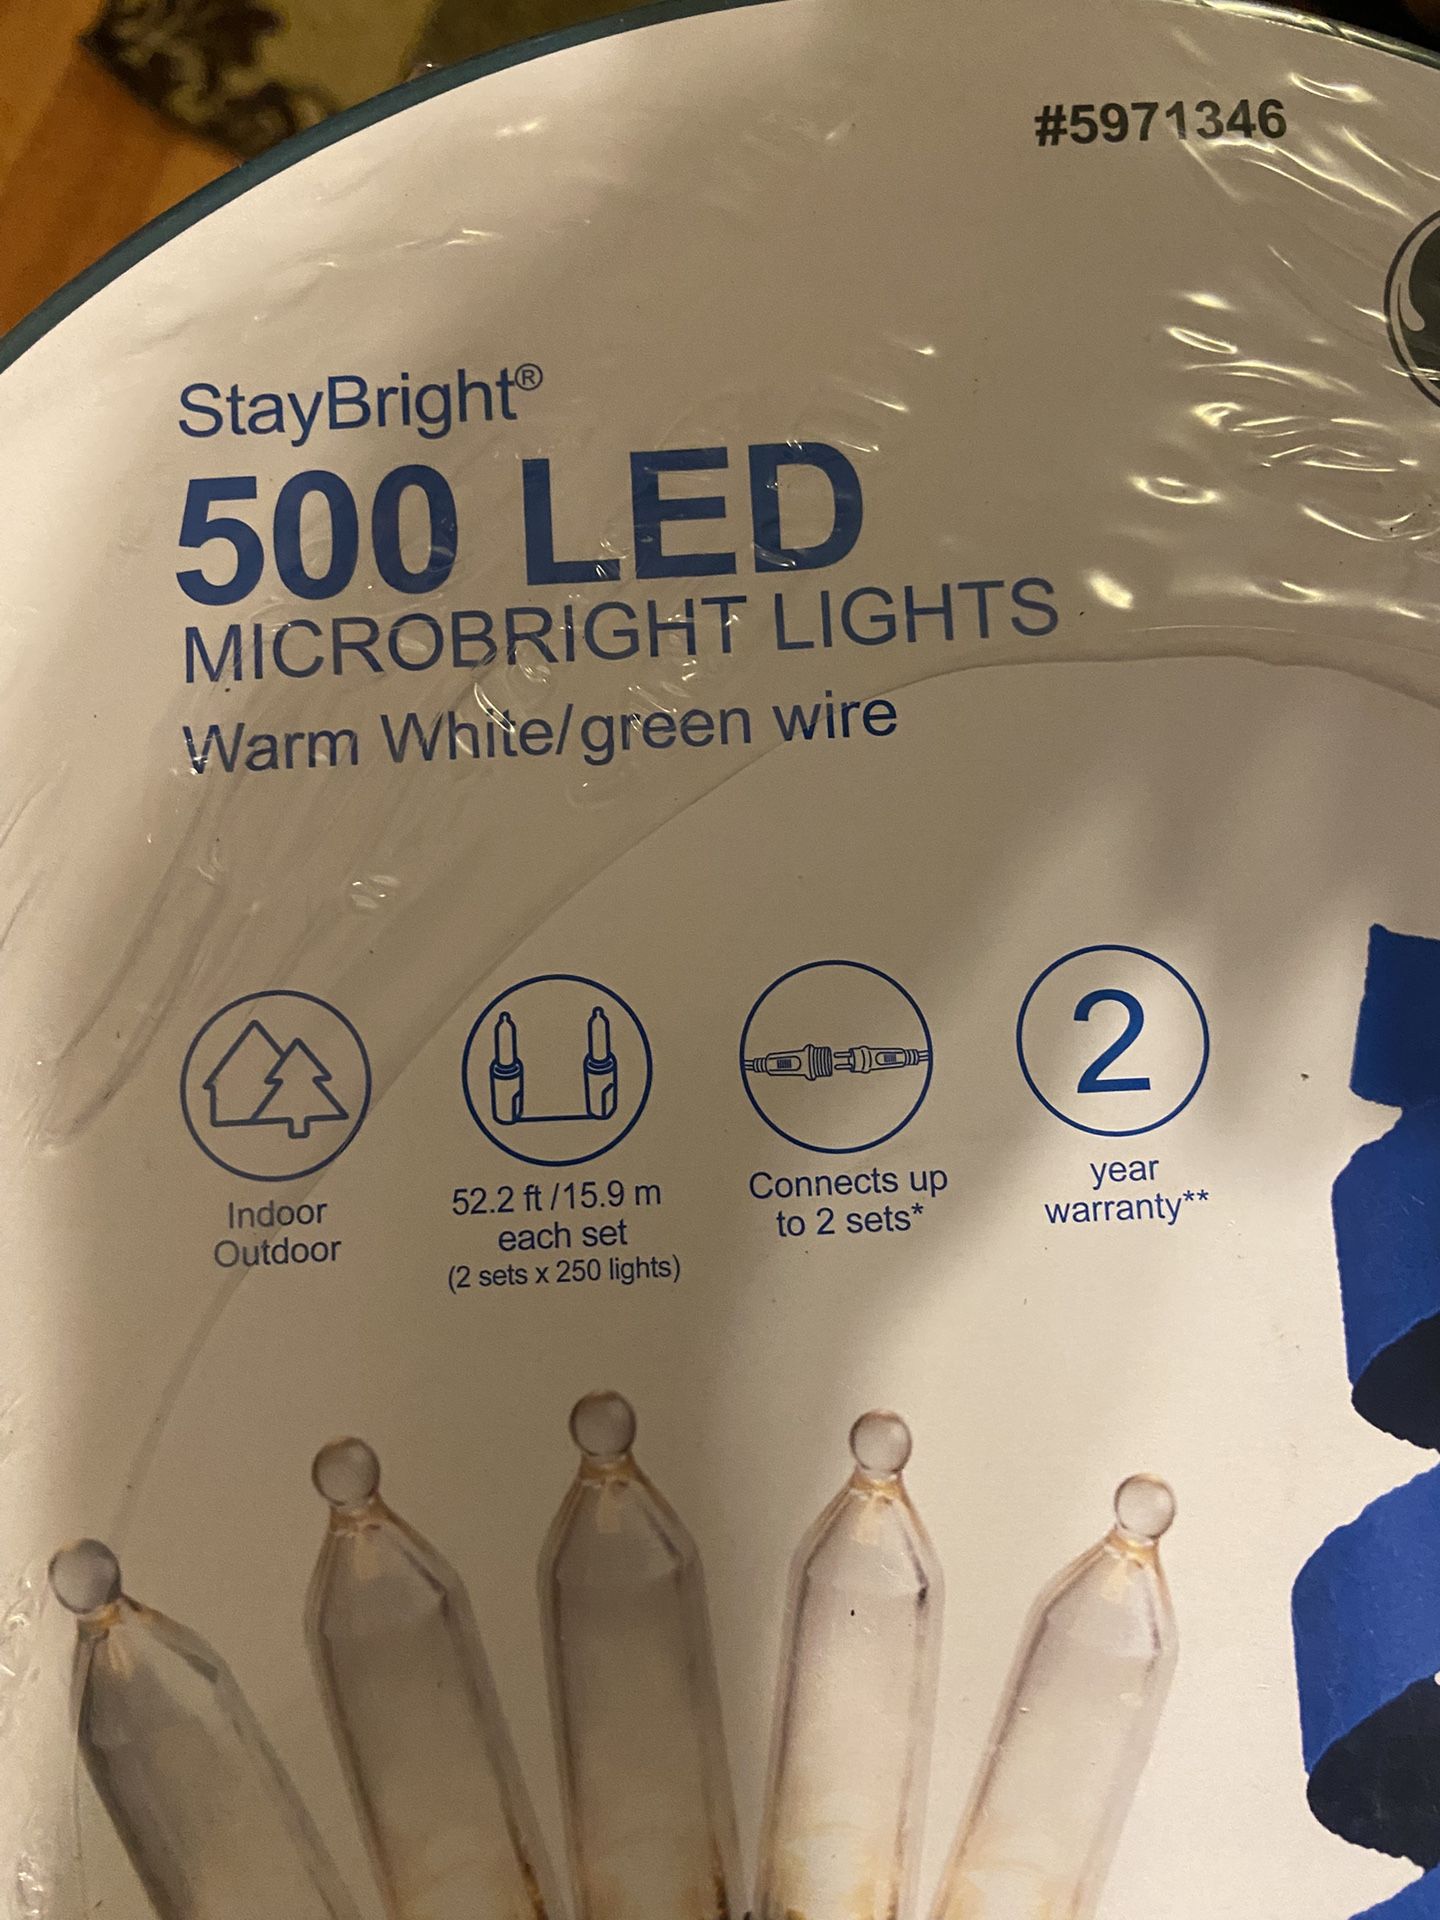 #5971346
StayBright®
500 LED
MICROBRIGHT LIGHTS
Warm White/green wire
Indoor
Outdoor
52.2 ft /15.9 m
each set
(2 sets x 250 lights)
Connects up
to 2 sets*
2
year
warranty**